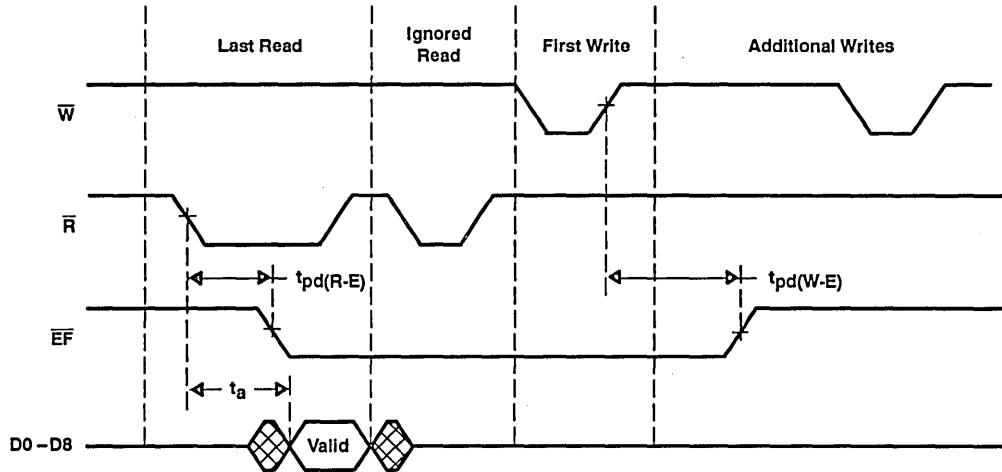 Last Read
Ignored
Read
First Write
Additional Writes
W
R
tpd(R-E)
tpd(W-E)
EF
ta
D0–D8
Valid